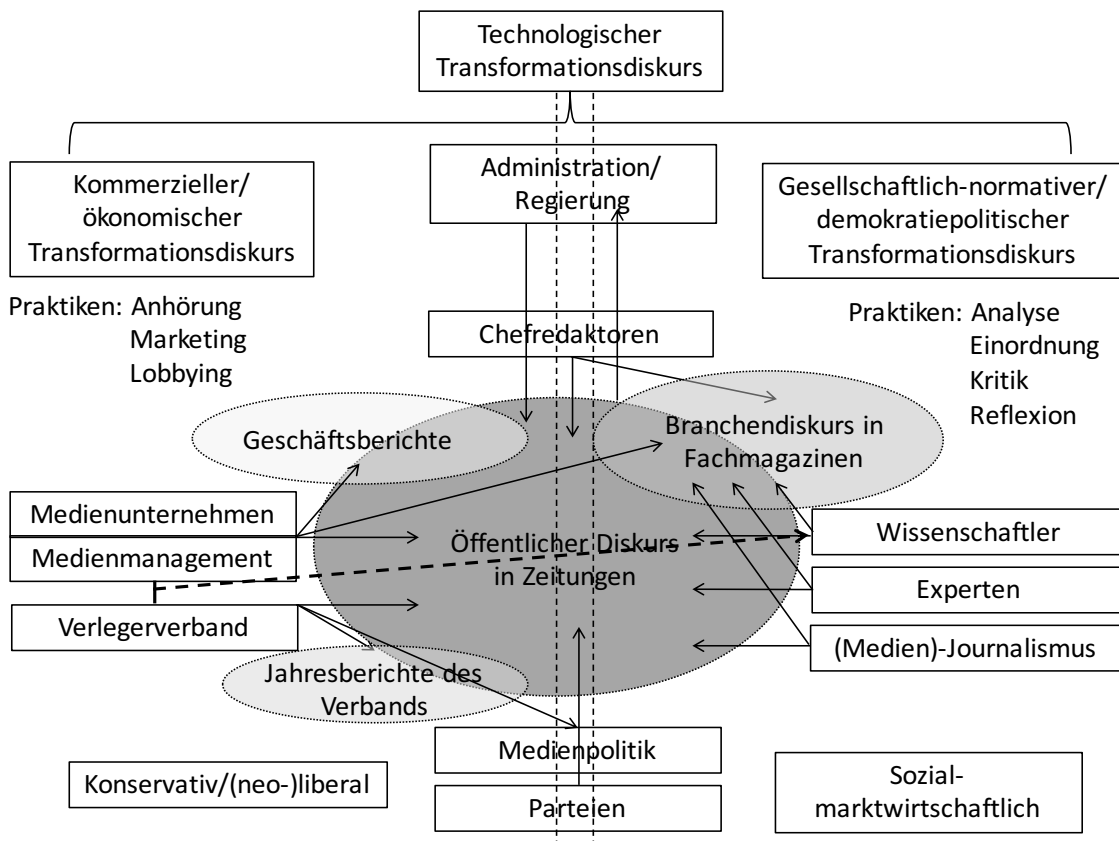 Technologischer
Transformationsdiskurs
Kommerzieller/
ökonomischer
Transformationsdiskurs
Administration/
Regierung
Gesellschaftlich-normativer/
demokratiepolitischer
Transformationsdiskurs
Praktiken: Anhörung
Marketing
Lobbying
Chefredaktoren
Praktiken: Analyse
Einordnung
Kritik
Reflexion
Geschäftsberichte
Branchendiskurs in
Fachmagazinen
Medienunternehmen
Medienmanagement
Verlegerverband
Öffentlicher Diskurs
in Zeitungen
Wissenschaftler
Experten
(Medien)-Journalismus
Jahresberichte des
Verbands
Medienpolitik
Parteien
Konservativ/(neo-)liberal
Sozial-
marktwirtschaftlich